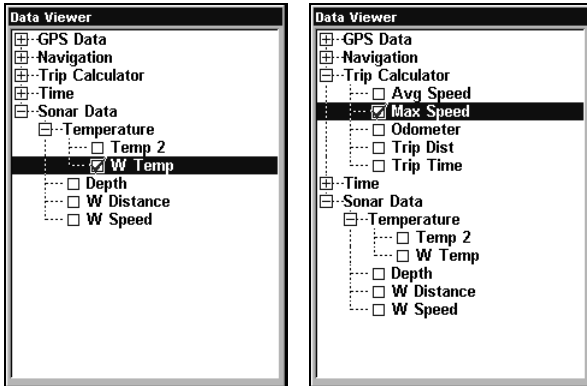 Data Viewer
GPS Data
Navigation
Trip Calculator
Time
Sonar Data
Temperature
Temp 2
W Temp
Depth
W Distance
W Speed
Data Viewer
GPS Data
Navigation
Trip Calculator
Avg Speed
Max Speed
Odometer
Trip Dist
Trip Time
Time
Sonar Data
Temperature
Temp 2
W Temp
Depth
W Distance
W Speed